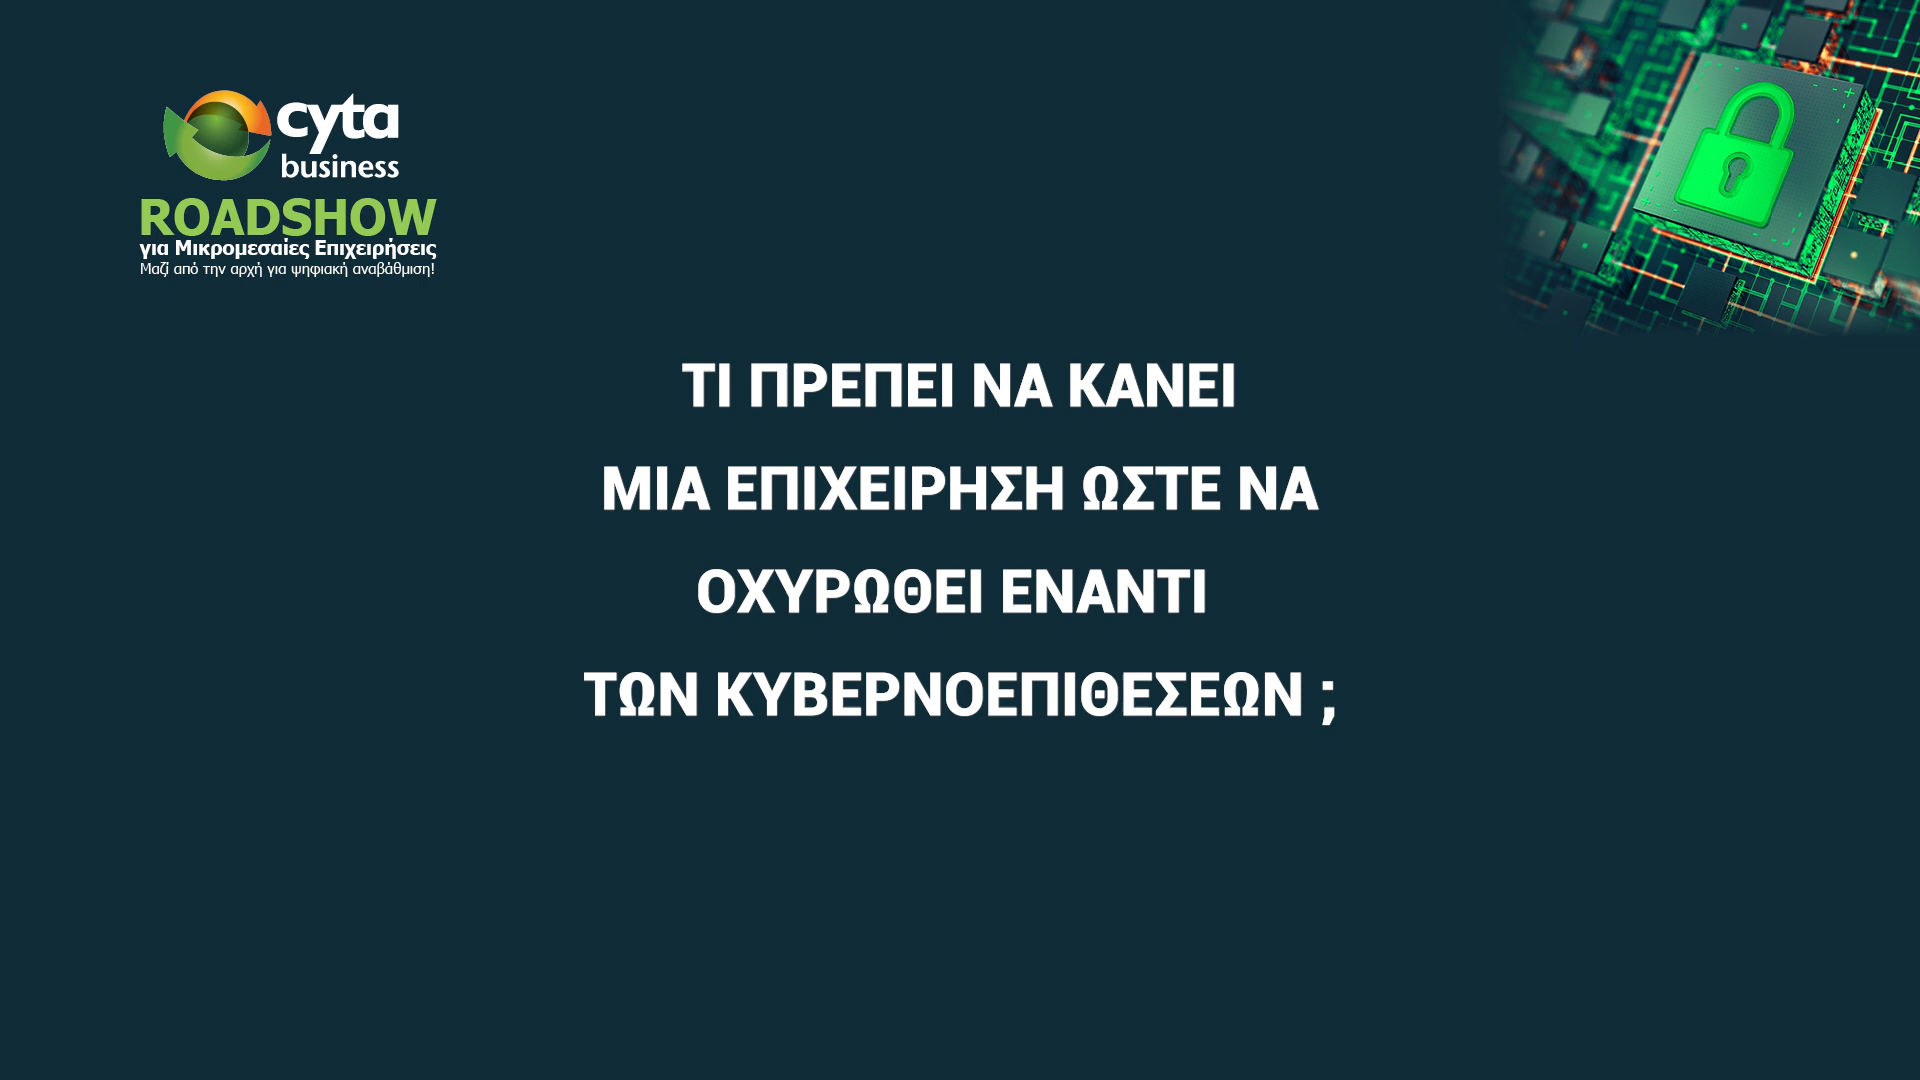 cyta
business
ROADSHOW
για Μικρομεσαίες Επιχειρήσεις
Μαζί από την αρχή για ψηφιακή αναβάθμιση!
ΤΙ ΠΡΕΠΕΙ ΝΑ ΚΑΝΕΙ
ΜΙΑ ΕΠΙΧΕΙΡΗΣΗ ΩΣΤΕ ΝΑ
ΟΧΥΡΩΘΕΙ ΕΝΑΝΤΙ
ΤΩΝ ΚΥΒΕΡΝΟΕΠΙΘΕΣΕΩΝ ;